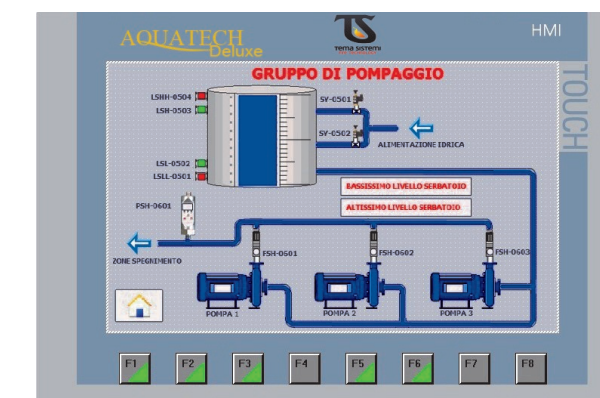 AQUATECH
Deluxe
TS
tema sistemi
HMI
TOUCH
GRUPPO DI POMPAGGIO
LSHH-0504
LSH-0503
SV-0501
SV-0502
ALIMENTAZIONE IDRICA
LSL-0502
LSLL-0501
BASSISSIMO LIVELLO SERBATOIO
ALTISSIMO LIVELLO SERBATOIO
PSH-0601
ZONE SPEGNIMENTO
FSH-0601
FSH-0602
FSH-0603
POMPA 1
POMPA 2
POMPA 3
F1
F2
F3
F4
F5
F6
F7
F8